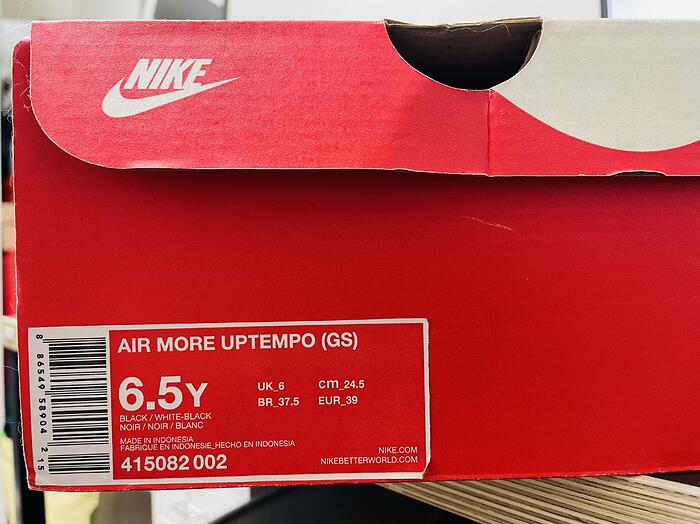 NIKE
AIR MORE UPTEMPO (GS)
6.5Y
UK_6 cm_24.5
BR_37.5 EUR_39
BLACK / WHITE-BLACK
NOIR / NOIR / BLANC
MADE IN INDONESIA
FABRIQUE EN INDONESIE_HECHO EN INDONESIA
415082 002
NIKE.COM
NIKEBETTERWORLD.COM
8 86549 58904 2 15